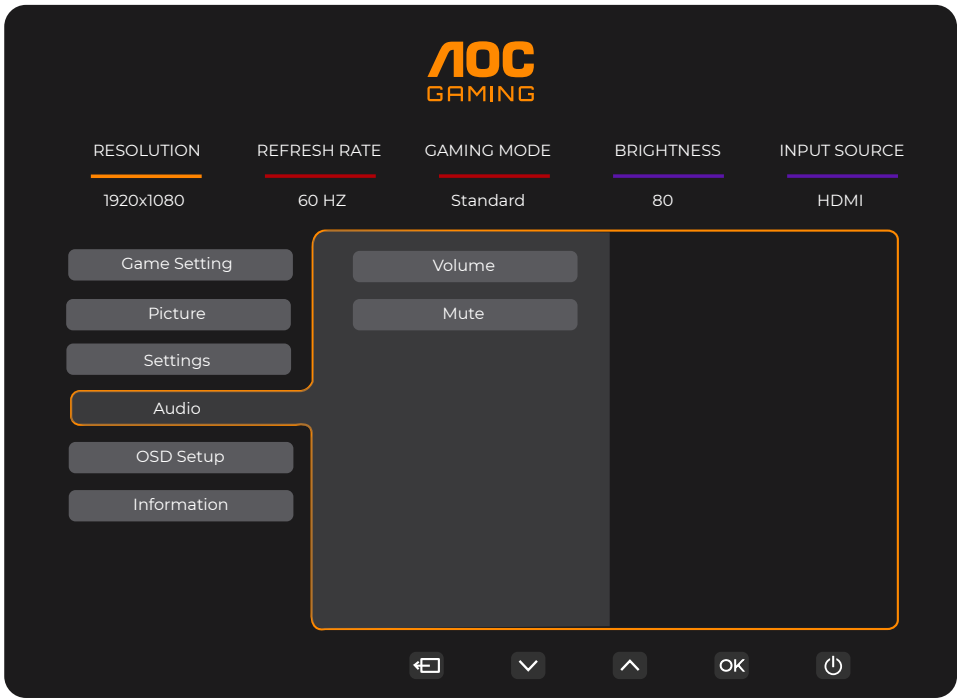 AOC
GAMING
RESOLUTION REFRESH RATE GAMING MODE BRIGHTNESS INPUT SOURCE
1920x1080 60 HZ Standard 80 HDMI
Game Setting
Volume
Picture
Mute
Settings
Audio
OSD Setup
Information
OK